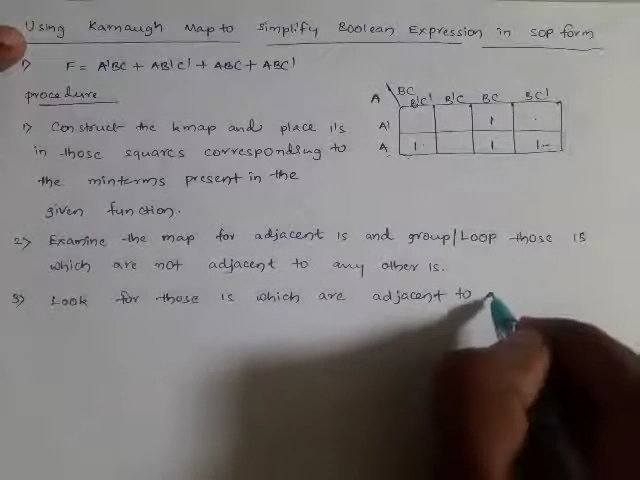 Using Karnaugh Map to simplify Boolean Expression in SOP form
1) F = A'BC + AB'C' + ABC + ABC'
procedure
A BC
B'C' B'C BC BC'
A' 1
A 1 1 1
1) Construct the kmap and place 1s
in those squares corresponding to
the minterms present in the
given function.
2) Examine the map for adjacent 1s and group/Loop those 1s
which are not adjacent to any other 1s.
3) Look for those 1s which are adjacent to